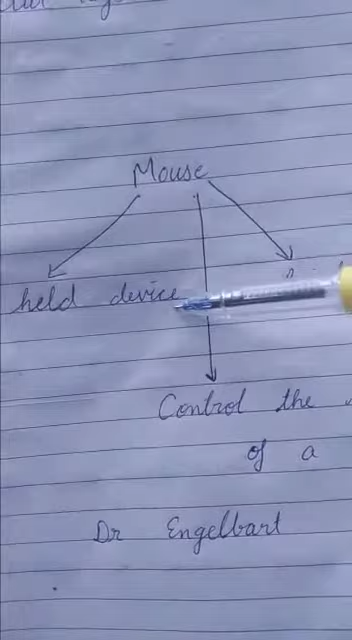 Mouse
held device
Control the
of a
Dr Engelbart